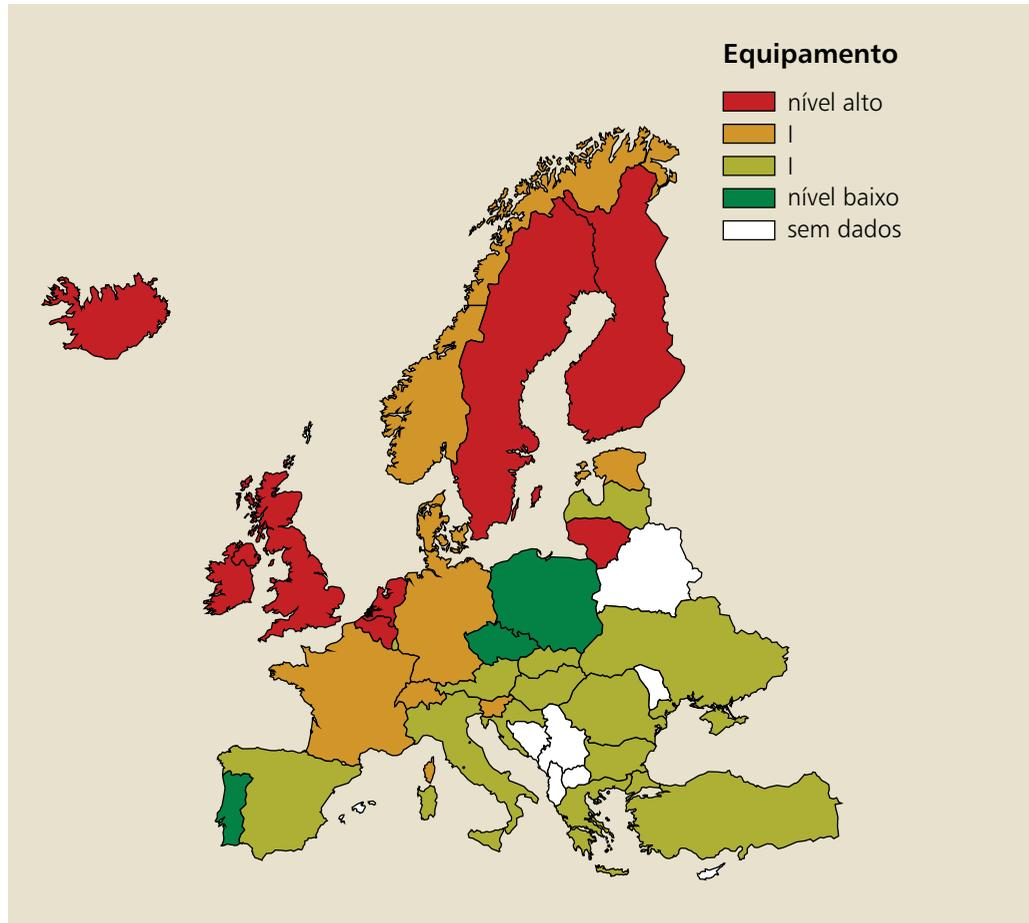 Equipamento
nível alto
|
|
nível baixo
sem dados